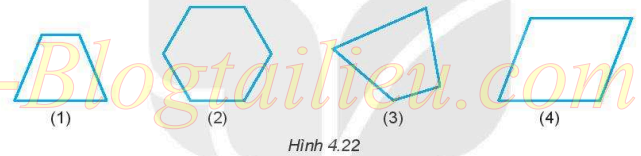 -Blogtailieu.com
(1) (2) (3) (4)
Hình 4.22